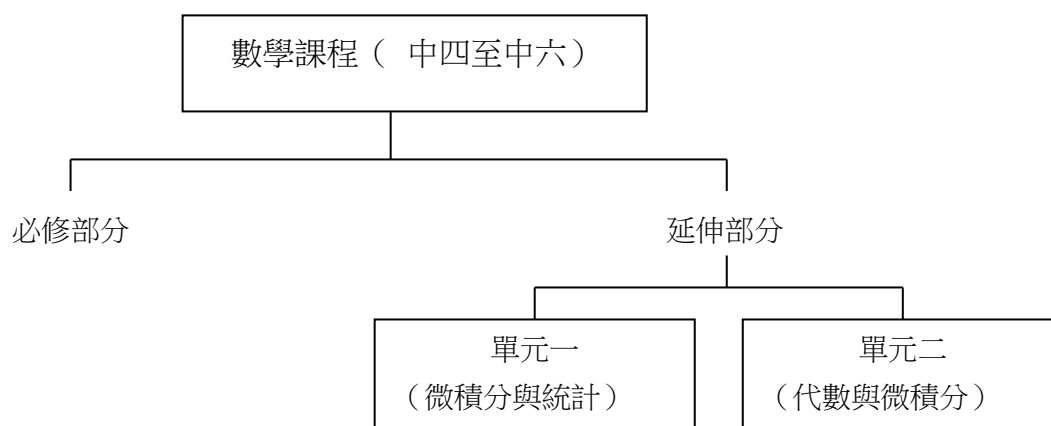 數學課程（ 中四至中六）
必修部分
延伸部分
單元一
（微積分與統計）
單元二
（代數與微積分）